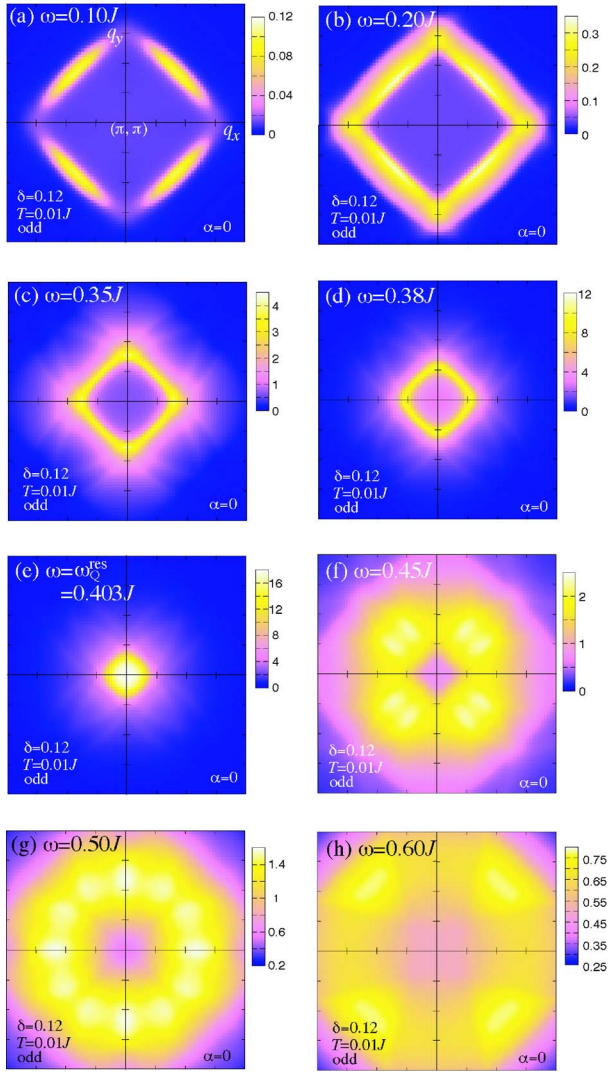 (a) ω=0.10J
q_y
(π, π)
q_x
δ=0.12
T=0.01J
odd
α=0
0.12
0.08
0.04
0
(b) ω=0.20J
δ=0.12
T=0.01J
odd
α=0
0.3
0.2
0.1
0
(c) ω=0.35J
δ=0.12
T=0.01J
odd
α=0
4
3
2
1
0
(d) ω=0.38J
δ=0.12
T=0.01J
odd
α=0
12
8
4
0
(e) ω=ω_Q^res
=0.403J
δ=0.12
T=0.01J
odd
α=0
16
12
8
4
0
(f) ω=0.45J
δ=0.12
T=0.01J
odd
α=0
2
1
0
(g) ω=0.50J
δ=0.12
T=0.01J
odd
α=0
1.4
1
0.6
0.2
(h) ω=0.60J
δ=0.12
T=0.01J
odd
α=0
0.75
0.65
0.55
0.45
0.35
0.25